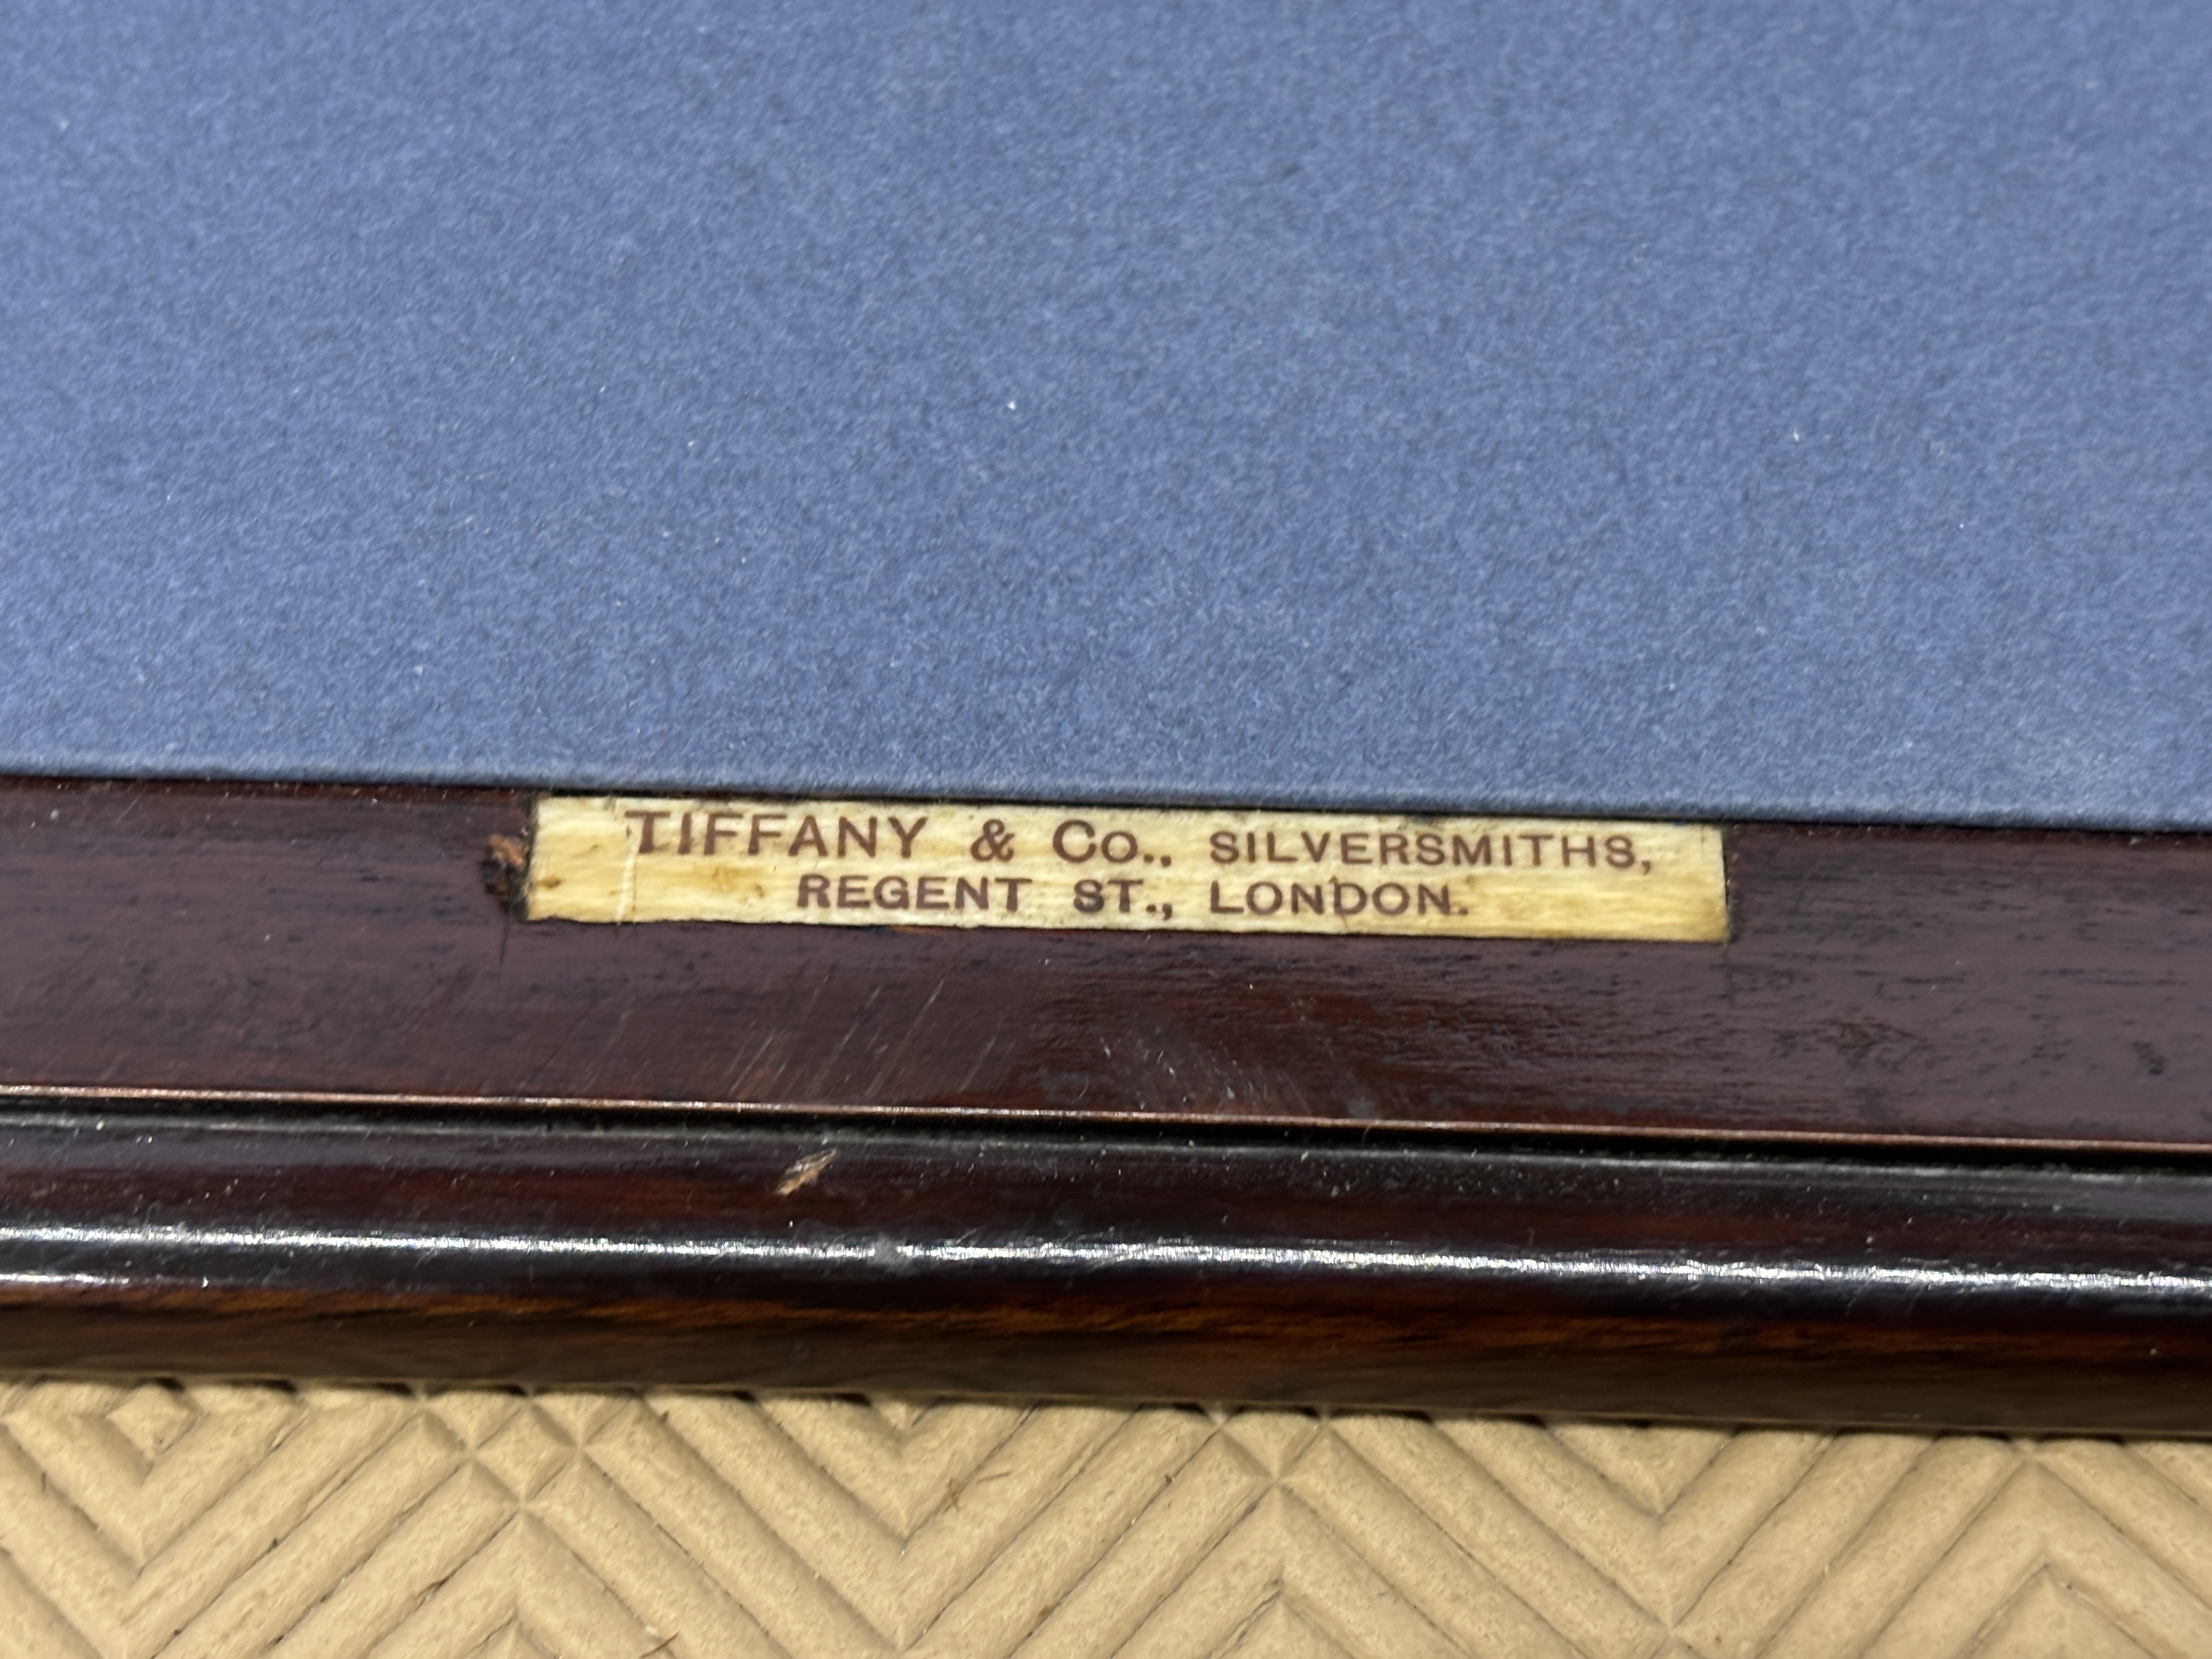 TIFFANY & Co., SILVERSMITHS,
REGENT ST., LONDON.